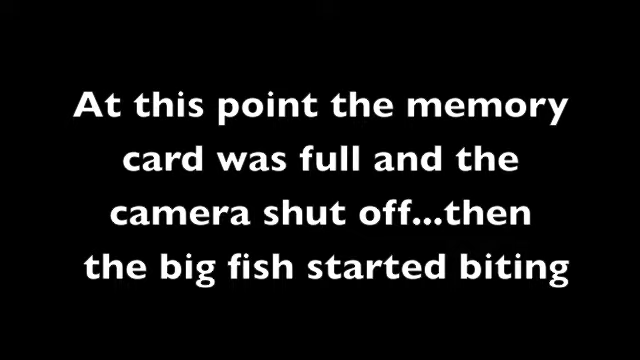 At this point the memory
card was full and the
camera shut off...then
the big fish started biting